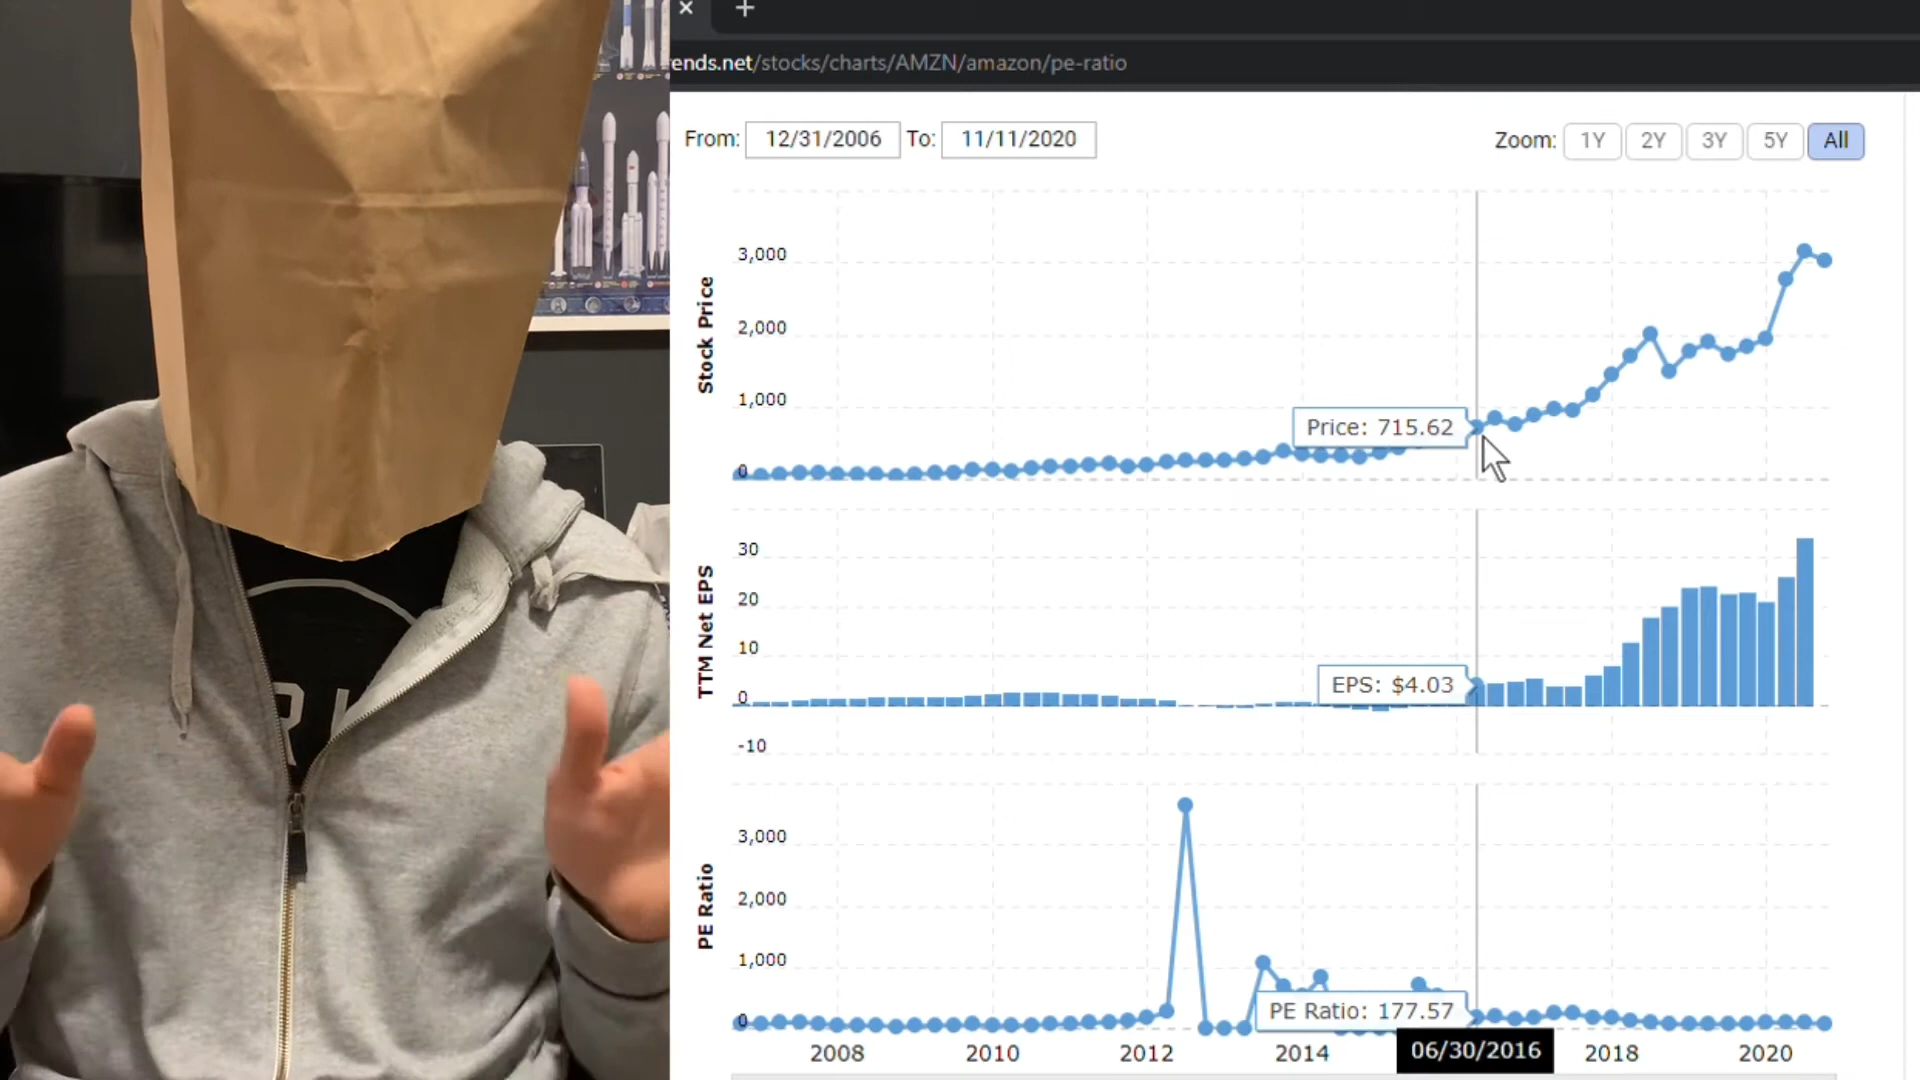 ends.net/stocks/charts/AMZN/amazon/pe-ratio
From: 12/31/2006 To: 11/11/2020
Zoom: 1Y 2Y 3Y 5Y All
Stock Price
3,000
2,000
1,000
0
Price: 715.62
TTM Net EPS
30
20
10
0
-10
EPS: $4.03
PE Ratio
3,000
2,000
1,000
0
PE Ratio: 177.57
2008 2010 2012 2014 06/30/2016 2018 2020